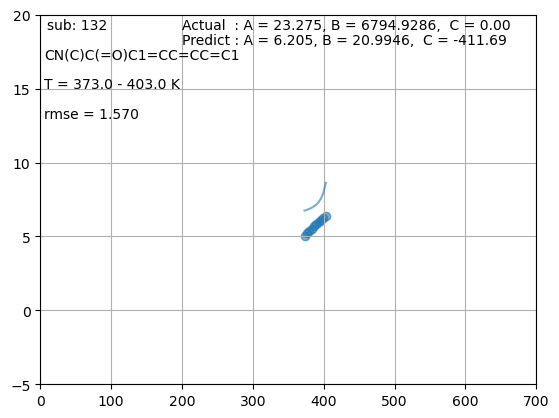 sub: 132
Actual : A = 23.275, B = 6794.9286, C = 0.00
Predict : A = 6.205, B = 20.9946, C = -411.69
CN(C)C(=O)C1=CC=CC=C1
T = 373.0 - 403.0 K
rmse = 1.570
20
15
10
5
0
−5
0 100 200 300 400 500 600 700